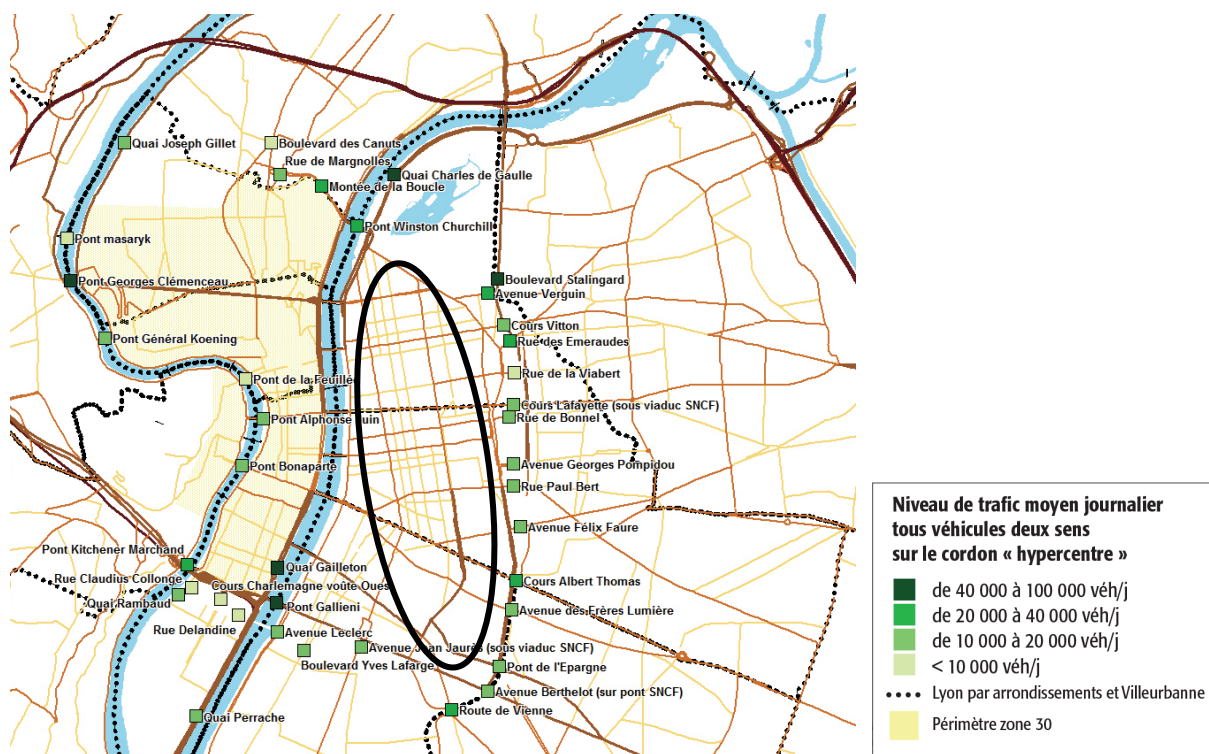 Quai Joseph Gillet
Boulevard des Canuts
Rue de Margnolles
Quai Charles de Gaulle
Montée de la Boucle
Pont Winston Churchill
Pont masaryk
Pont Georges Clémenceau
Boulevard Stalingard
Avenue Verguin
Cours Vitton
Pont Général Koening
Rue des Emeraudes
Rue de la Viabert
Pont de la Feuillé
Cours Lafayette (sous viaduc SNCF)
Pont Alphonse Juin
Rue de Bonnel
Pont Bonaparte
Avenue Georges Pompidou
Rue Paul Bert
Avenue Félix Faure
Pont Kitchener Marchand
Quai Gailleton
Rue Claudius Collonge
Cours Charlemagne voûte Oues
Cours Albert Thomas
Quai Rambaud
Pont Gallieni
Avenue des Frères Lumière
Rue Delandine
Avenue Leclerc
Avenue Jean Jaurès (sous viaduc SNCF)
Boulevard Yves Lafarge
Pont de l'Epargne
Avenue Berthelot (sur pont SNCF)
Quai Perrache
Route de Vienne
Niveau de trafic moyen journalier
tous véhicules deux sens
sur le cordon « hypercentre »
de 40 000 à 100 000 véh/j
de 20 000 à 40 000 véh/j
de 10 000 à 20 000 véh/j
< 10 000 véh/j
Lyon par arrondissements et Villeurbanne
Périmètre zone 30